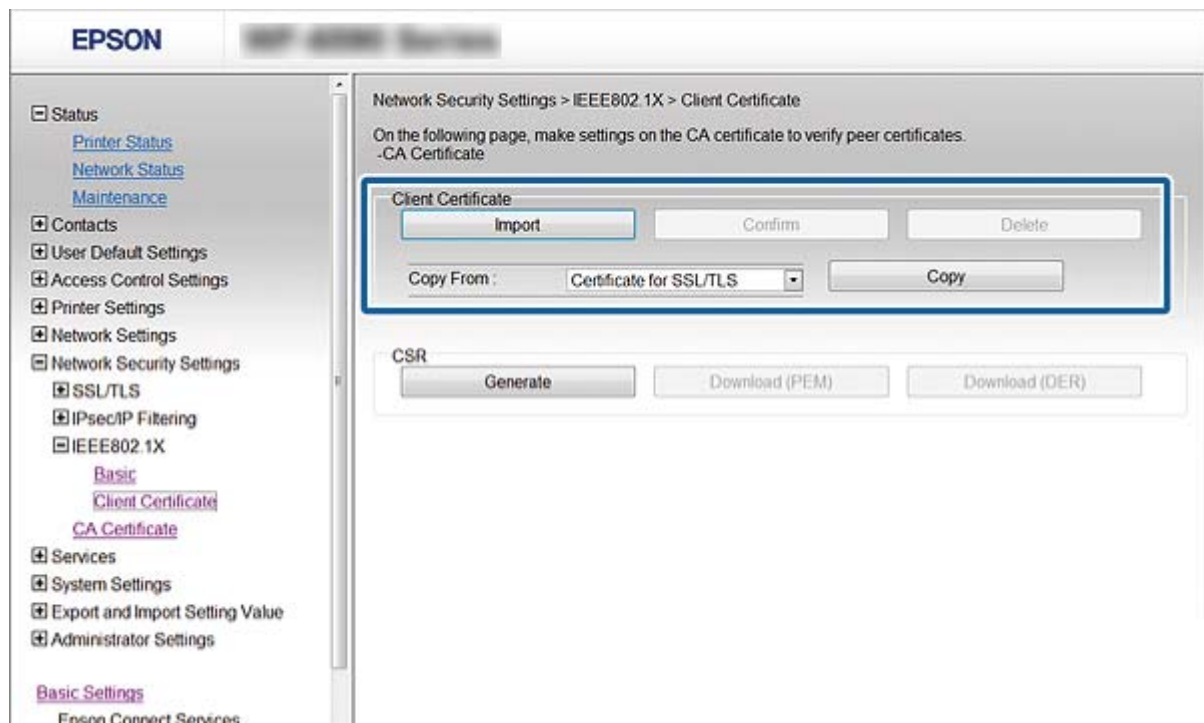 EPSON
Status
Printer Status
Network Status
Maintenance
Contacts
User Default Settings
Access Control Settings
Printer Settings
Network Settings
Network Security Settings
SSL/TLS
IPsec/IP Filtering
IEEE802.1X
Basic
Client Certificate
CA Certificate
Services
System Settings
Export and Import Setting Value
Administrator Settings
Basic Settings
Epson Connect Services
Network Security Settings > IEEE802.1X > Client Certificate
On the following page, make settings on the CA certificate to verify peer certificates.
-CA Certificate
Client Certificate
Import Confirm Delete
Copy From : Certificate for SSL/TLS Copy
CSR
Generate Download (PEM) Download (DER)